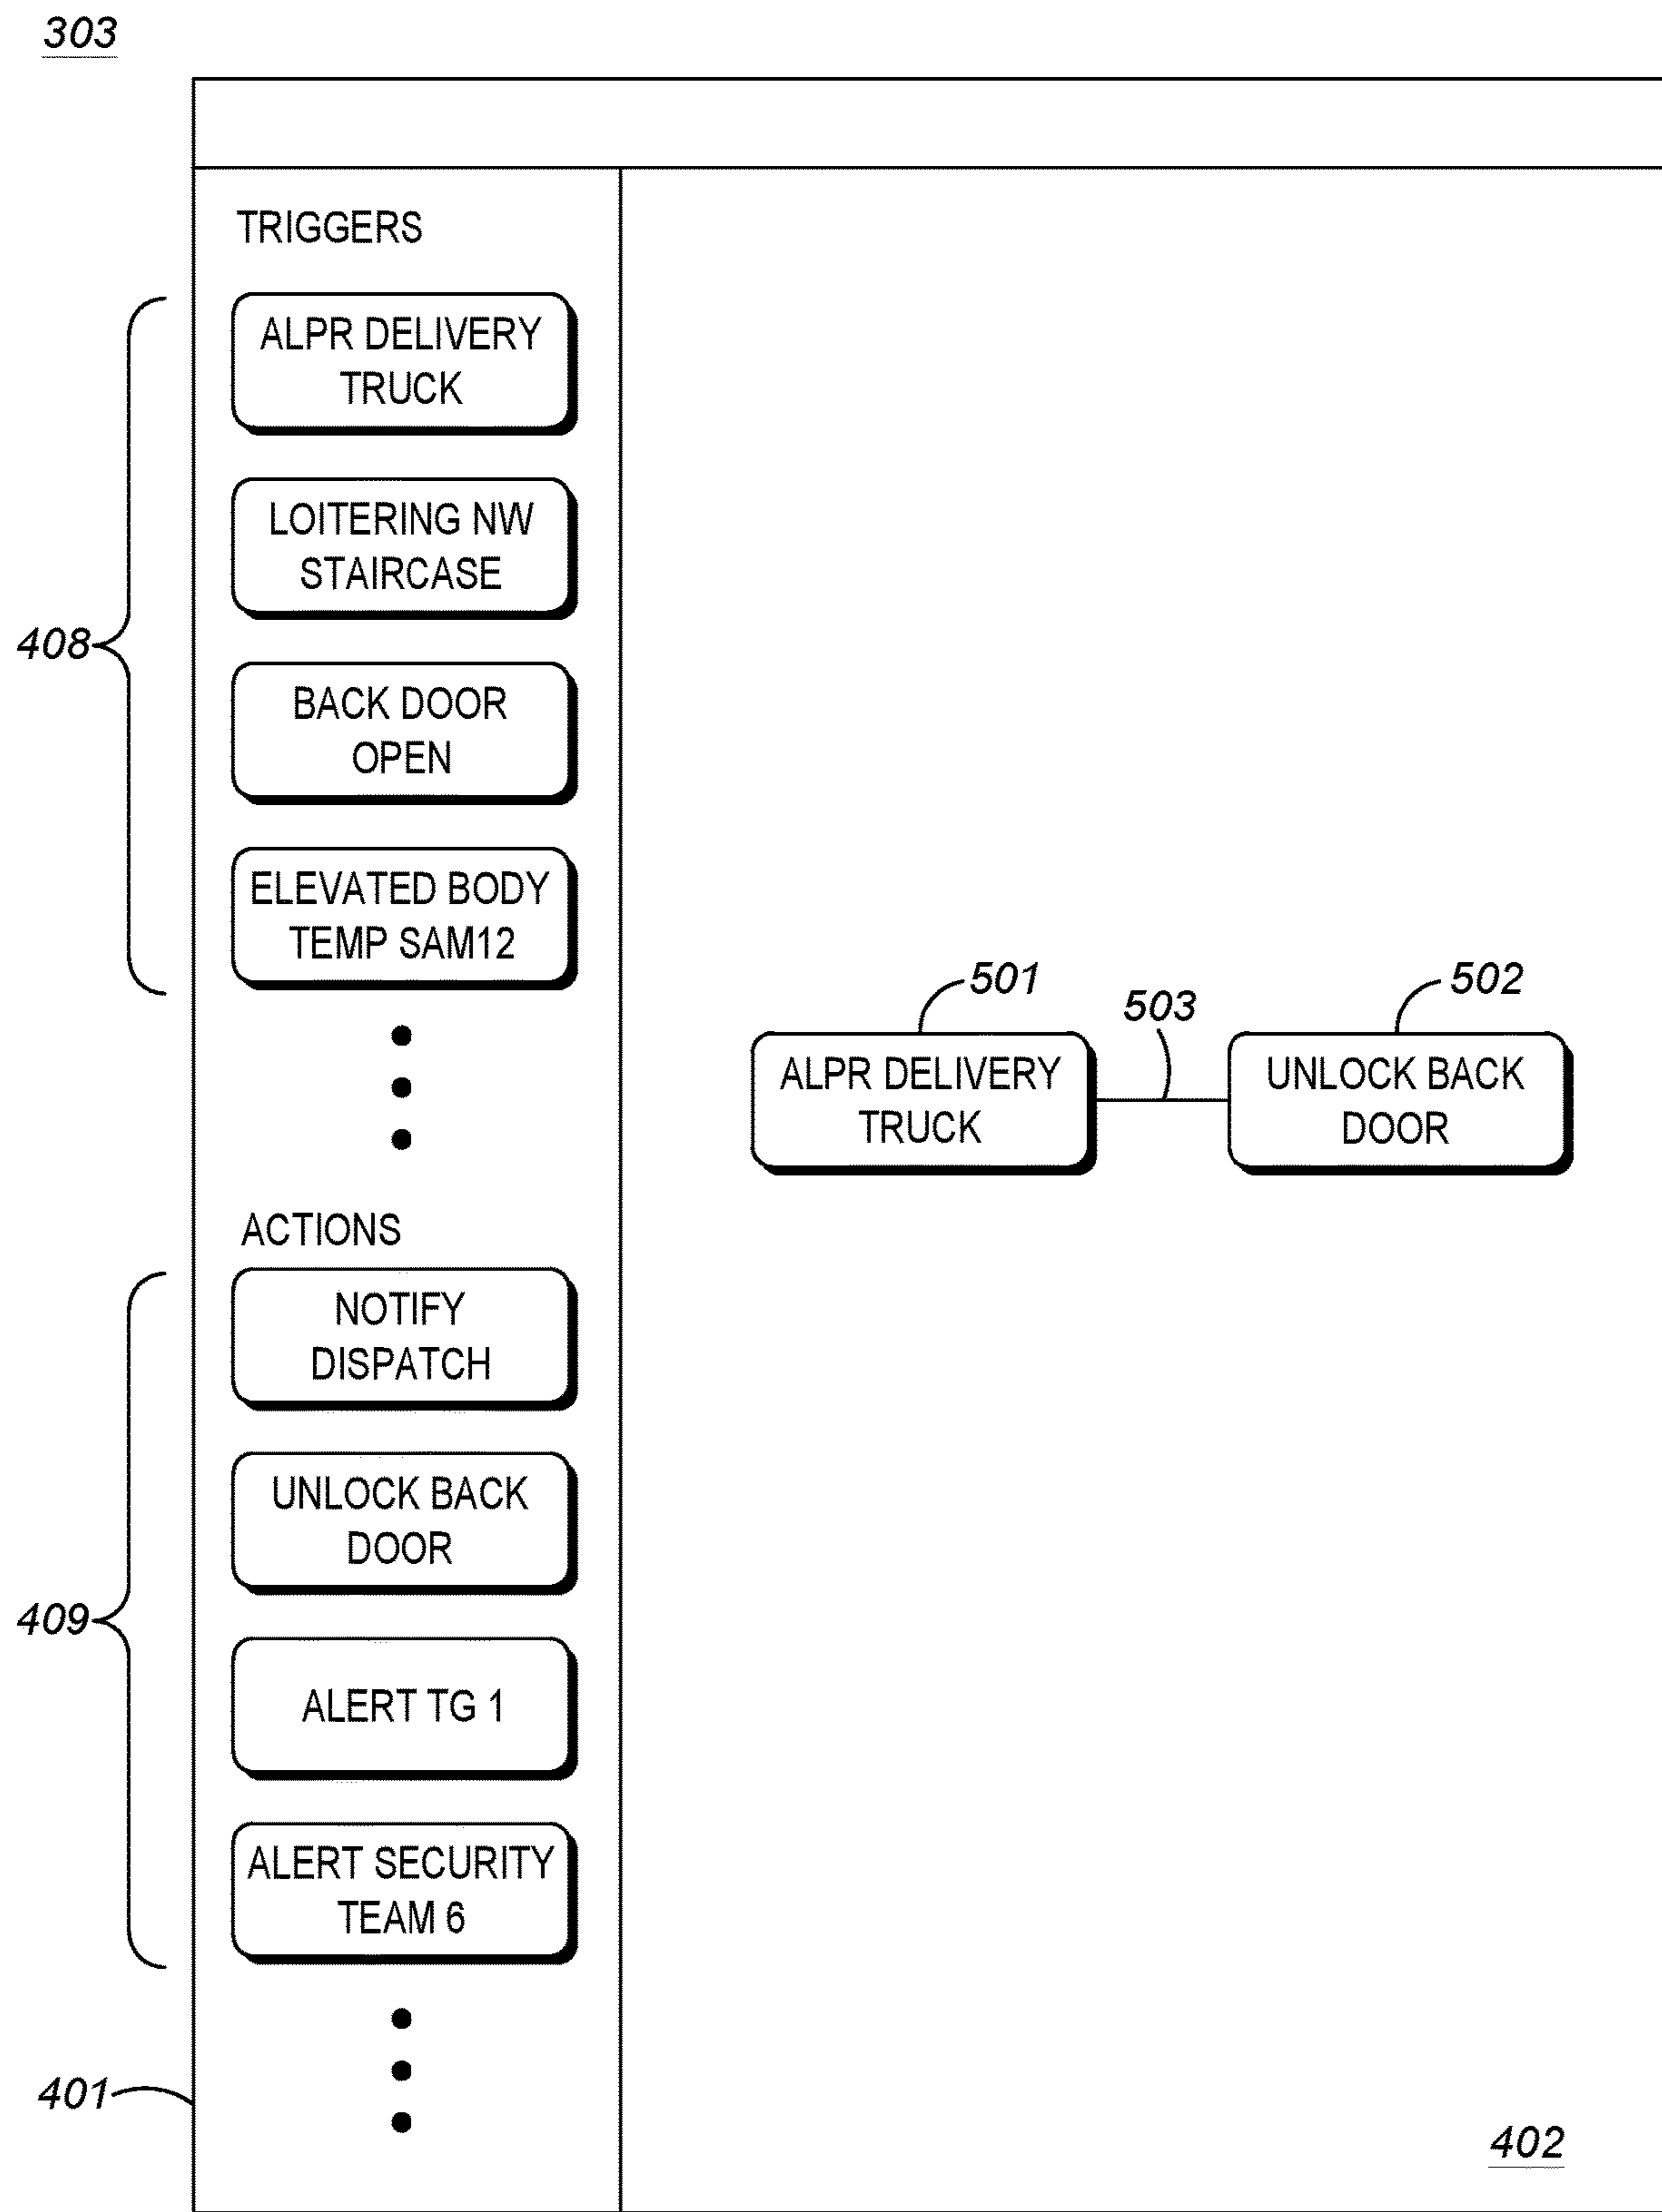 303
TRIGGERS
ALPR DELIVERY
TRUCK
LOITERING NW
STAIRCASE
408
BACK DOOR
OPEN
ELEVATED BODY
TEMP SAM12
ACTIONS
NOTIFY
DISPATCH
UNLOCK BACK
DOOR
409
ALERT TG 1
ALERT SECURITY
TEAM 6
401
501
503
502
ALPR DELIVERY
TRUCK
UNLOCK BACK
DOOR
402